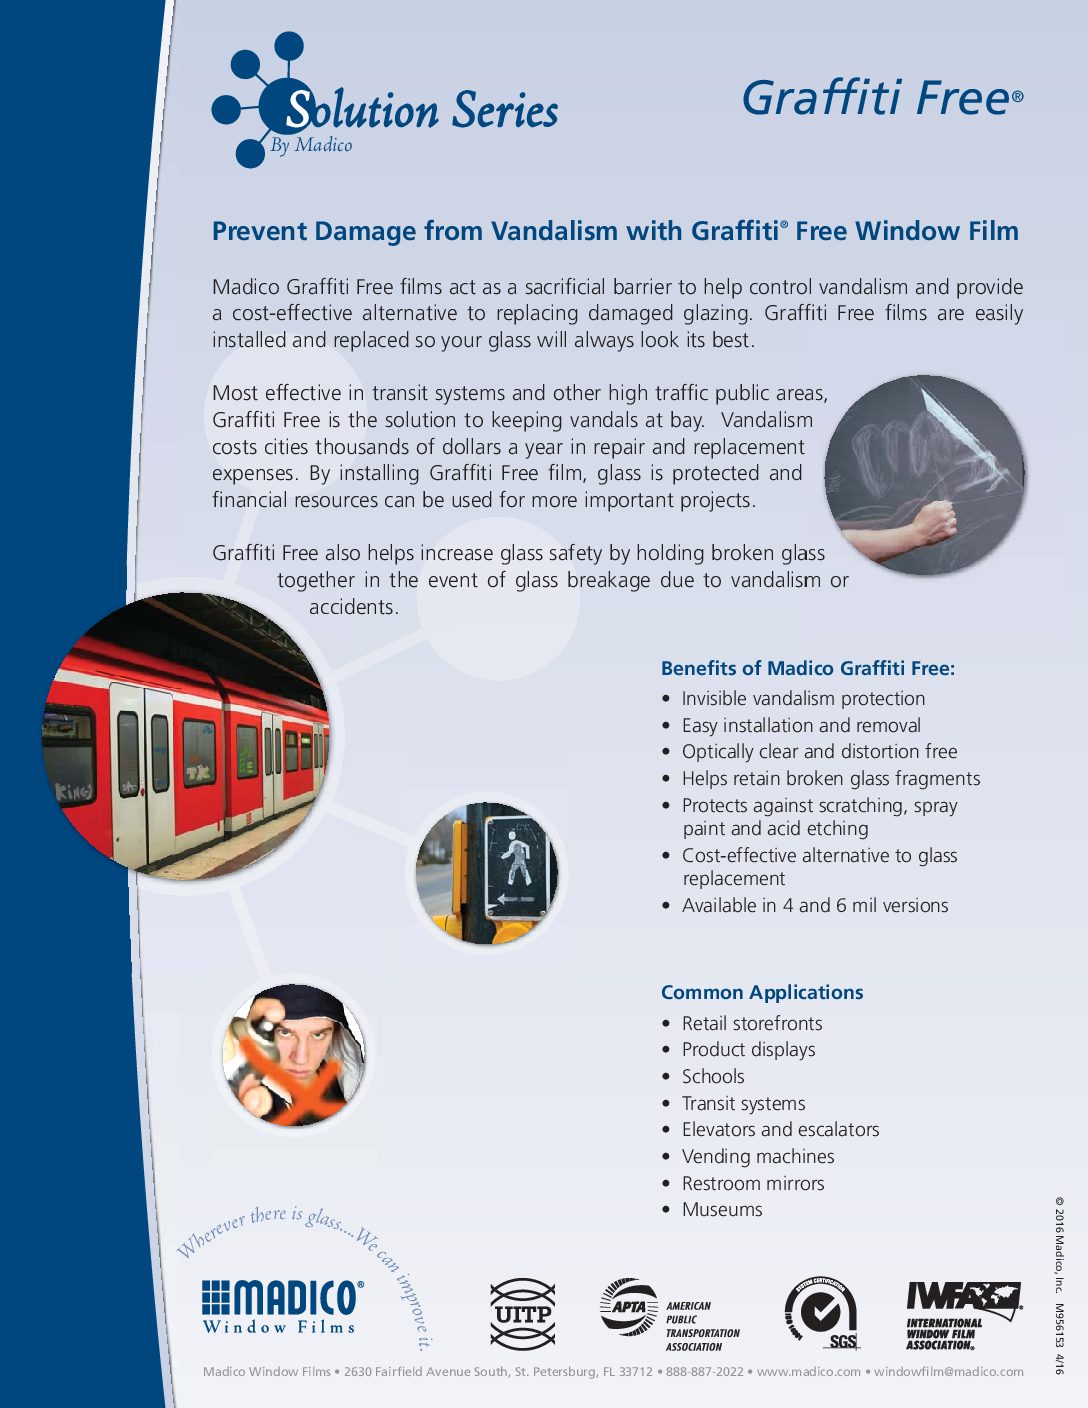 Solution Series
By Madico
Graffiti Free®
Prevent Damage from Vandalism with Graffiti® Free Window Film
Madico Graffiti Free films act as a sacrificial barrier to help control vandalism and provide
a cost-effective alternative to replacing damaged glazing. Graffiti Free films are easily
installed and replaced so your glass will always look its best.
Most effective in transit systems and other high traffic public areas,
Graffiti Free is the solution to keeping vandals at bay. Vandalism
costs cities thousands of dollars a year in repair and replacement
expenses. By installing Graffiti Free film, glass is protected and
financial resources can be used for more important projects.
Graffiti Free also helps increase glass safety by holding broken glass
together in the event of glass breakage due to vandalism or
accidents.
Benefits of Madico Graffiti Free:
• Invisible vandalism protection
• Easy installation and removal
• Optically clear and distortion free
• Helps retain broken glass fragments
• Protects against scratching, spray
paint and acid etching
• Cost-effective alternative to glass
replacement
• Available in 4 and 6 mil versions
Common Applications
• Retail storefronts
• Product displays
• Schools
• Transit systems
• Elevators and escalators
• Vending machines
• Restroom mirrors
• Museums
Wherever there is glass....We can improve it.
MADICO®
Window Films
UITP
APTA
AMERICAN
PUBLIC
TRANSPORTATION
ASSOCIATION
SYSTEM CERTIFICATION
SGS
IWFA®
INTERNATIONAL
WINDOW FILM
ASSOCIATION®
Madico Window Films • 2630 Fairfield Avenue South, St. Petersburg, FL 33712 • 888-887-2022 • www.madico.com • windowfilm@madico.com
© 2016 Madico, Inc. M956153 4/16